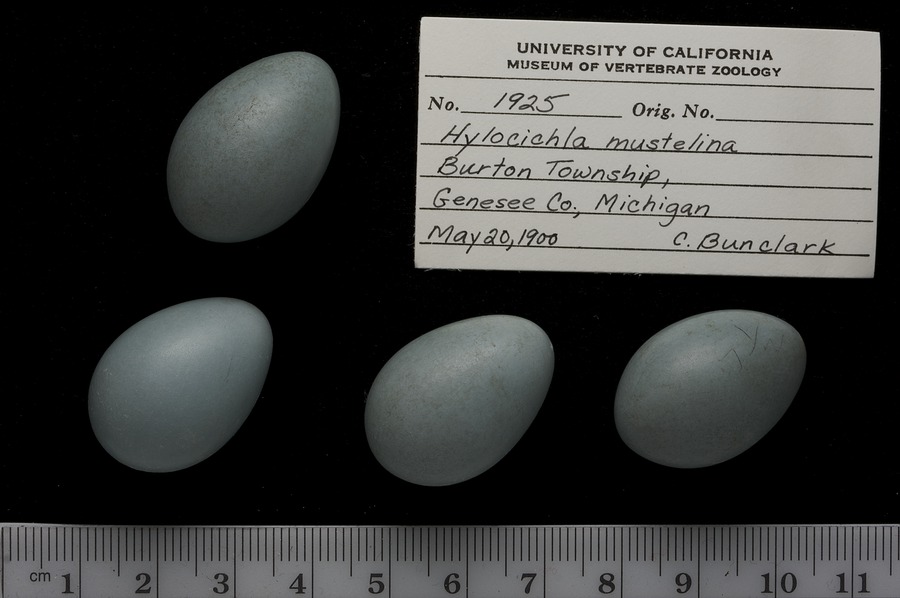 UNIVERSITY OF CALIFORNIA
MUSEUM OF VERTEBRATE ZOOLOGY
No. 1925 Orig. No.
Hylocichla mustelina
Burton Township,
Genesee Co., Michigan
May 20, 1900 C. Bunclark
cm 1 2 3 4 5 6 7 8 9 10 11